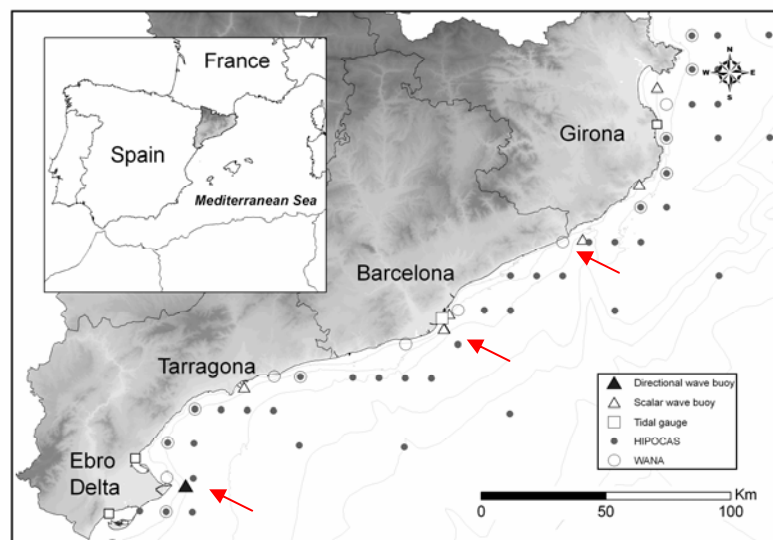 France
Spain
Mediterranean Sea
N
W
E
S
Girona
Barcelona
Tarragona
Ebro
Delta
Directional wave buoy
Scalar wave buoy
Tidal gauge
HIPOCAS
WANA
Km
0
50
100